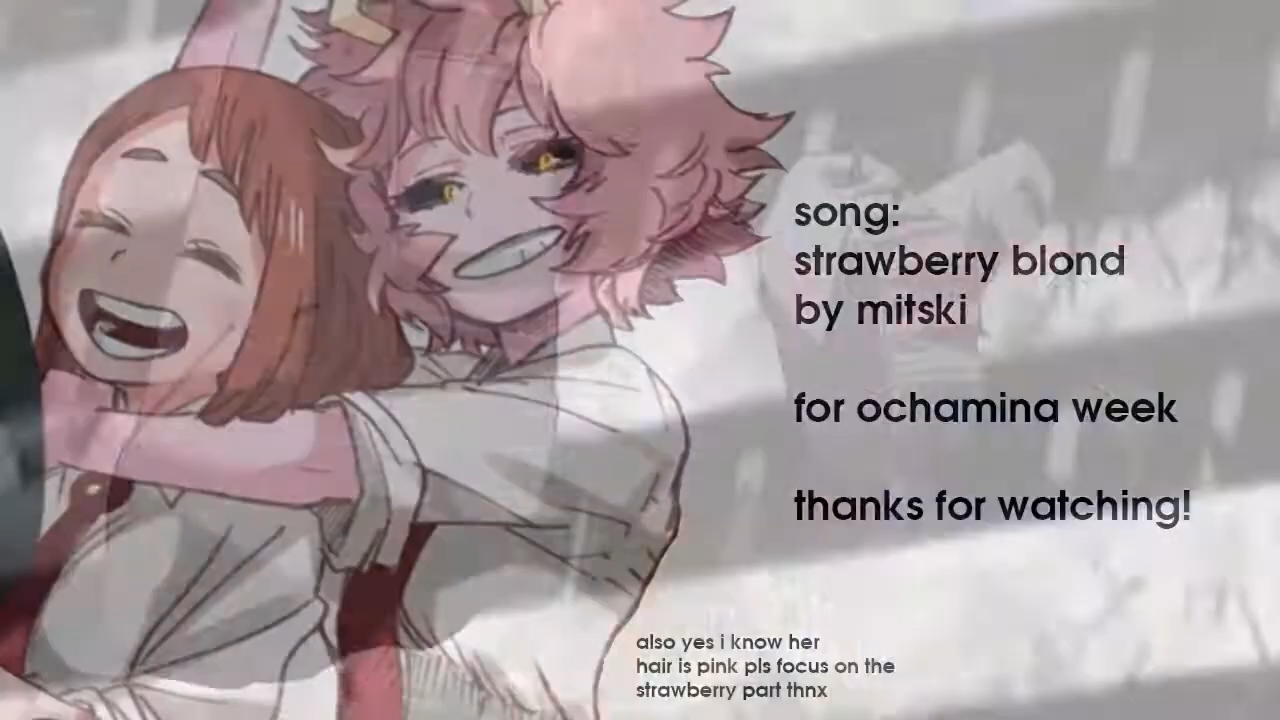 song:
strawberry blond
by mitski
for ochamina week
thanks for watching!
also yes i know her
hair is pink pls focus on the
strawberry part thnx